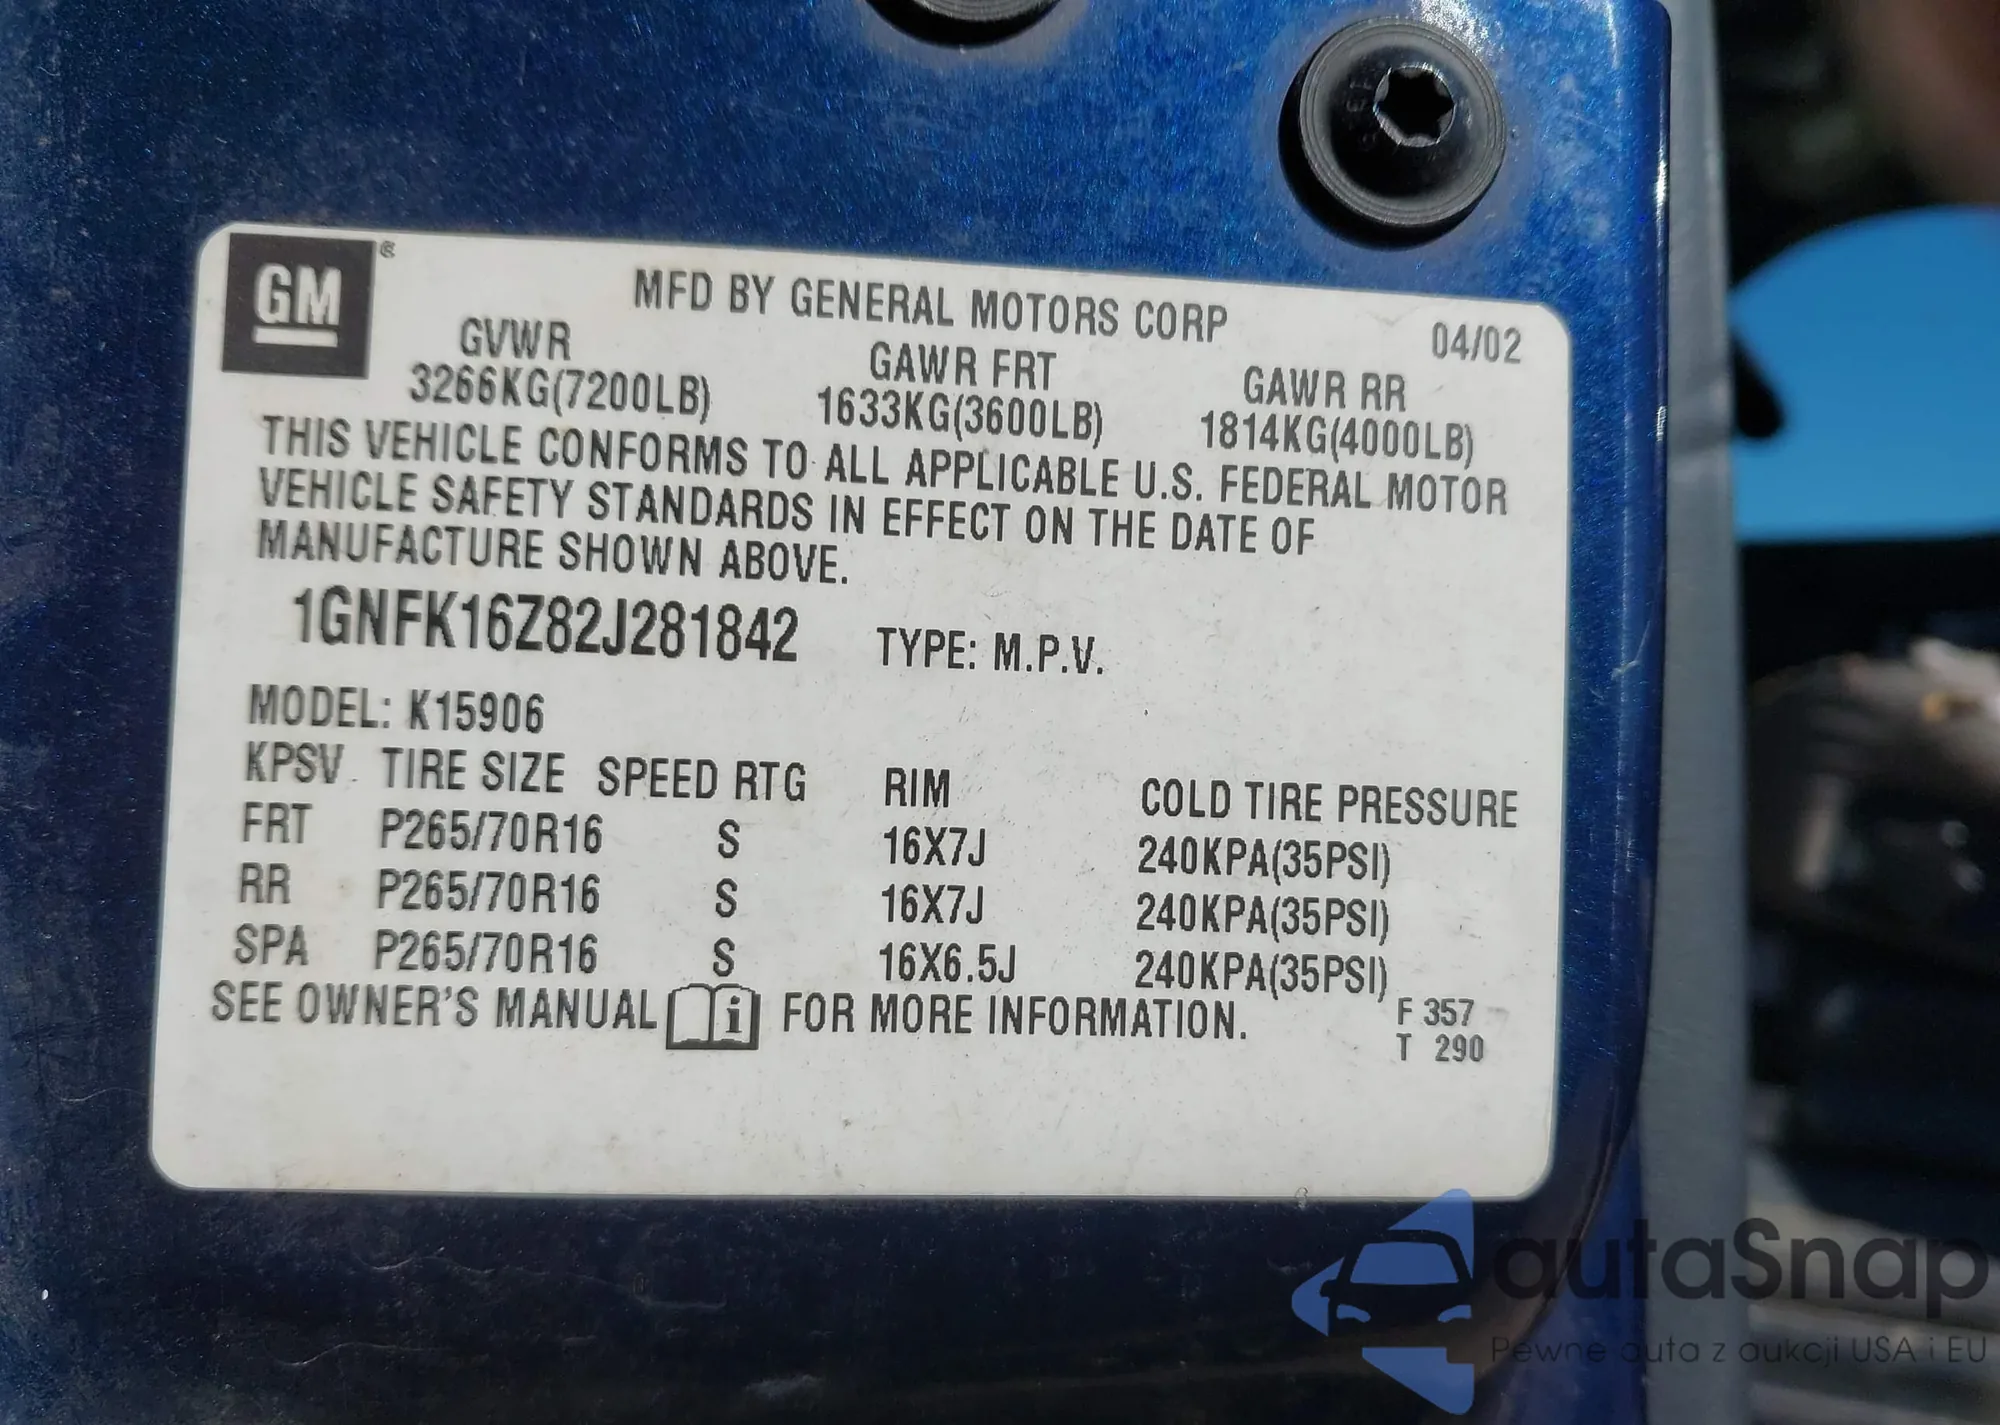 GM ®
MFD BY GENERAL MOTORS CORP 04/02
GVWR GAWR FRT GAWR RR
3266KG(7200LB) 1633KG(3600LB) 1814KG(4000LB)
THIS VEHICLE CONFORMS TO ALL APPLICABLE U.S. FEDERAL MOTOR
VEHICLE SAFETY STANDARDS IN EFFECT ON THE DATE OF
MANUFACTURE SHOWN ABOVE.
1GNFK16Z82J281842 TYPE: M.P.V.
MODEL: K15906
KPSV TIRE SIZE SPEED RTG RIM COLD TIRE PRESSURE
FRT P265/70R16 S 16X7J 240KPA(35PSI)
RR P265/70R16 S 16X7J 240KPA(35PSI)
SPA P265/70R16 S 16X6.5J 240KPA(35PSI)
SEE OWNER'S MANUAL i FOR MORE INFORMATION.
F 357
T 290
autaSnap
Pewne auta z aukcji USA i EU